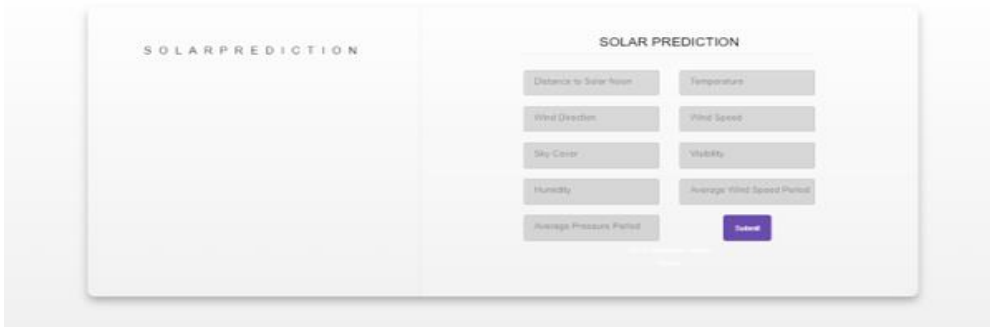 S O L A R P R E D I C T I O N
SOLAR PREDICTION
Distance to Solar Noon
Temperature
Wind Direction
Wind Speed
Sky Cover
Visibility
Humidity
Average Wind Speed Period
Average Pressure Period
Submit